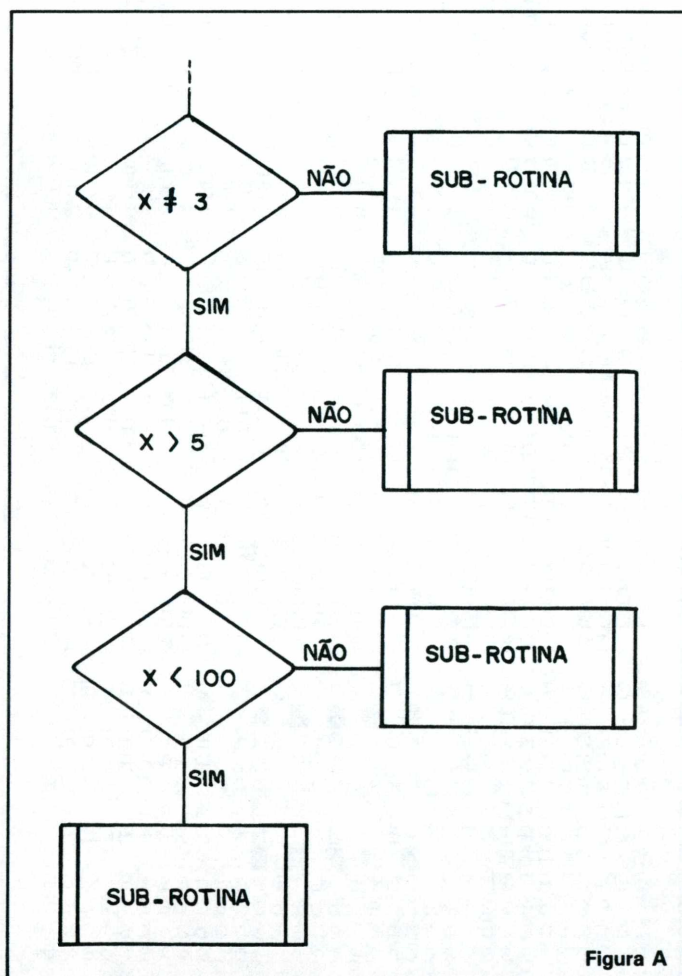 X ≠ 3
NÃO
SUB-ROTINA
SIM
X > 5
NÃO
SUB-ROTINA
SIM
X < 100
NÃO
SUB-ROTINA
SIM
SUB-ROTINA
Figura A